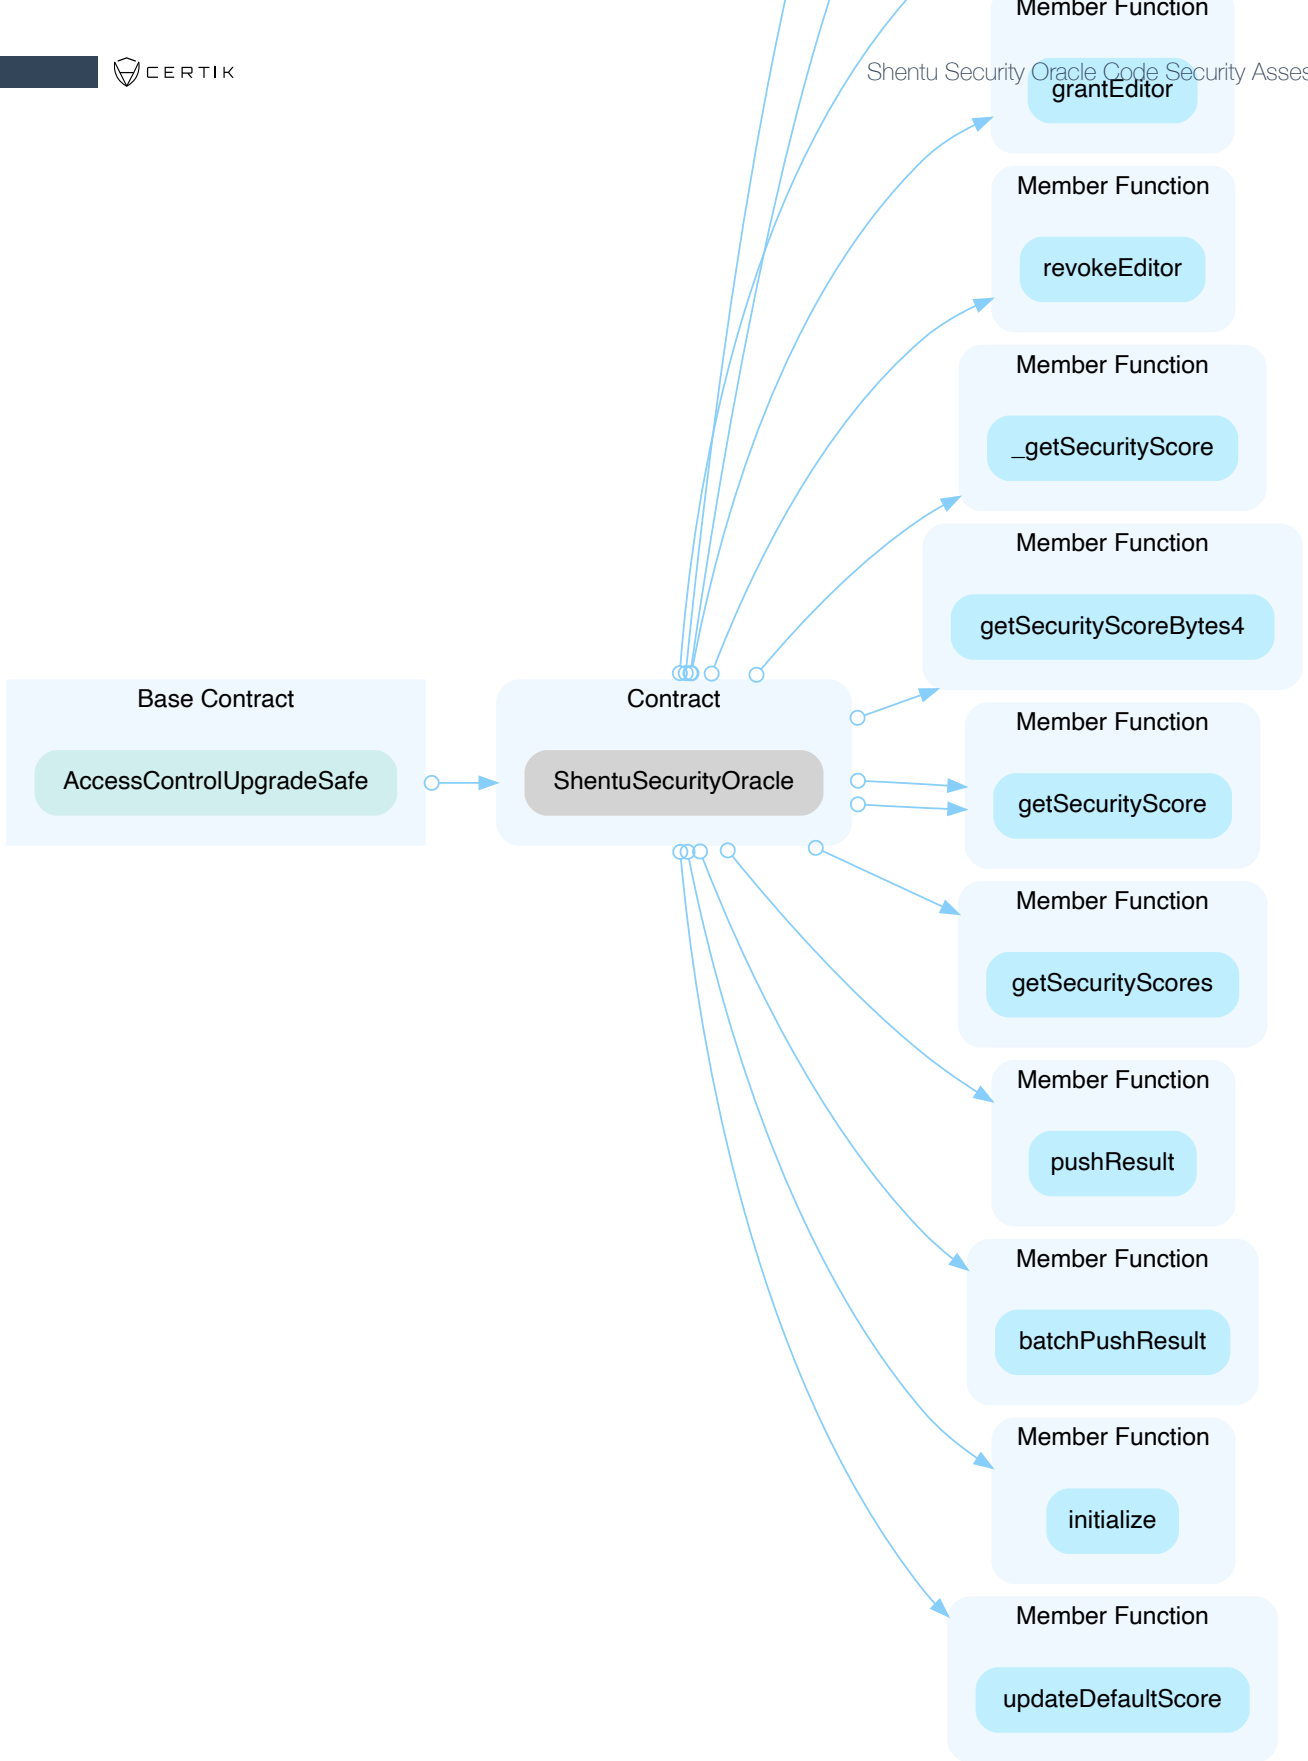 Member Function
CERTIK
Shentu Security Oracle Code Security Asses
grantEditor
Member Function
revokeEditor
Member Function
_getSecurityScore
Member Function
getSecurityScoreBytes4
Base Contract
Contract
Member Function
AccessControlUpgradeSafe
ShentuSecurityOracle
getSecurityScore
Member Function
getSecurityScores
Member Function
pushResult
Member Function
batchPushResult
Member Function
initialize
Member Function
updateDefaultScore